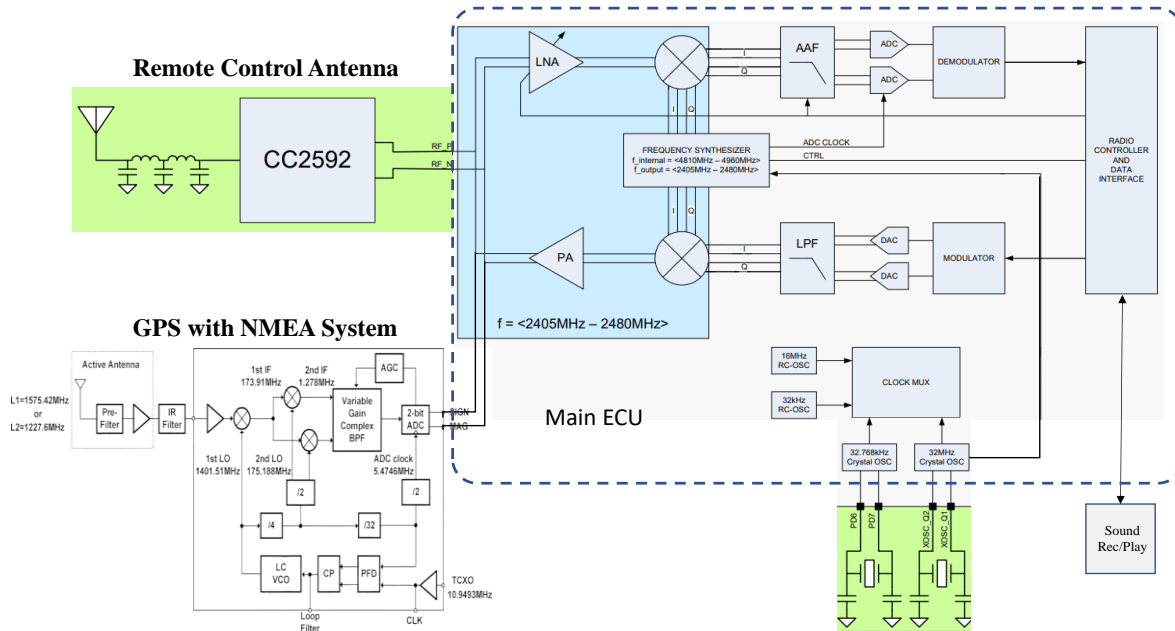 Remote Control Antenna
CC2592
RF_P
RF_N
LNA
I
Q
AAF
ADC
ADC
DEMODULATOR
I
Q
FREQUENCY SYNTHESIZER
f_internal = <4810MHz – 4960MHz>
f_output = <2405MHz – 2480MHz>
ADC CLOCK
CTRL
RADIO
CONTROLLER
AND
DATA
INTERFACE
I
Q
PA
I
Q
LPF
DAC
DAC
MODULATOR
f = <2405MHz – 2480MHz>
GPS with NMEA System
Active Antenna
L1=1575.42MHz
or
L2=1227.6MHz
Pre-
Filter
IR
Filter
1st IF
173.91MHz
2nd IF
1.278MHz
AGC
Variable
Gain
Complex
BPF
2-bit
ADC
SIGN
MAG
1st LO
1401.51MHz
2nd LO
175.188MHz
ADC clock
5.4746MHz
/2
/2
/4
/32
LC
VCO
CP
PFD
TCXO
10.9493MHz
Loop
Filter
CLK
Main ECU
16MHz
RC-OSC
32kHz
RC-OSC
CLOCK MUX
32.768kHz
Crystal OSC
32MHz
Crystal OSC
PD6
PD7
XOSC_Q2
XOSC_Q1
Sound
Rec/Play